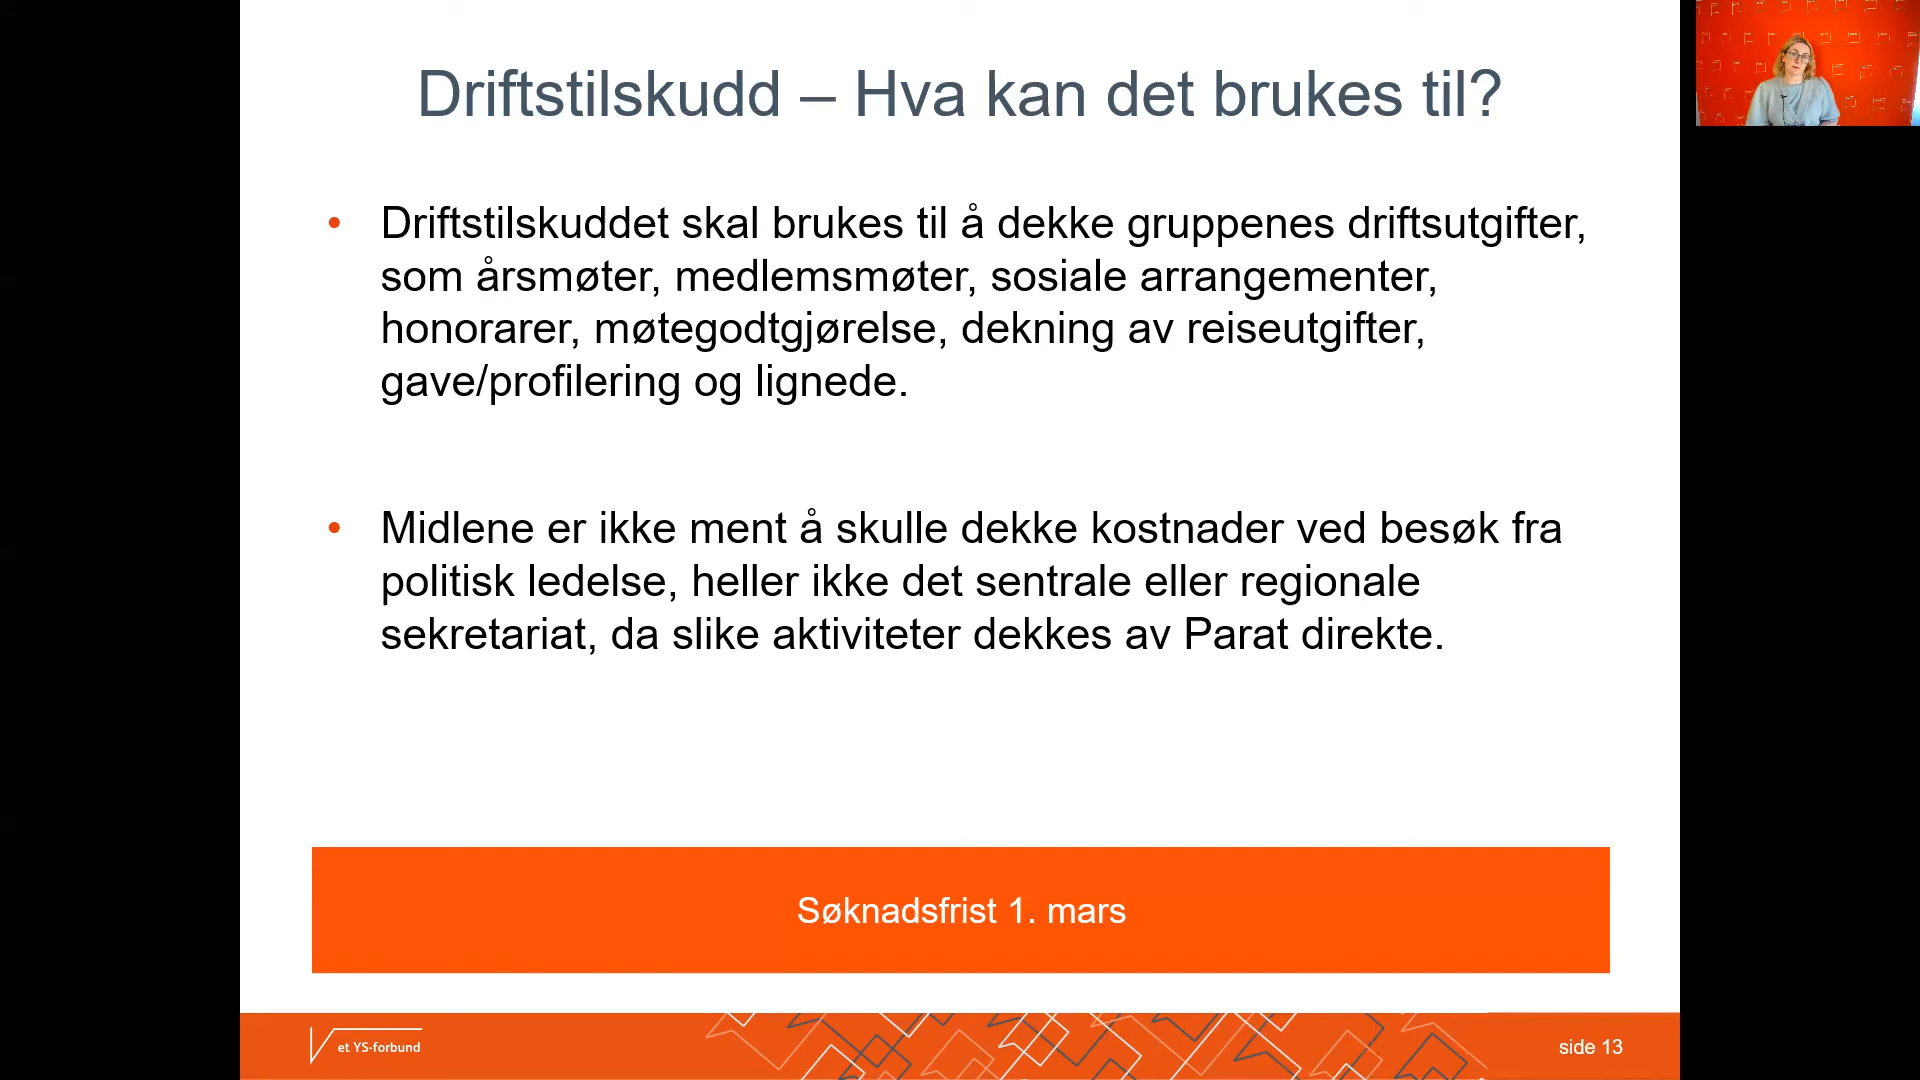 Driftstilskudd – Hva kan det brukes til?
• Driftstilskuddet skal brukes til å dekke gruppenes driftsutgifter,
som årsmøter, medlemsmøter, sosiale arrangementer,
honorarer, møtegodtgjørelse, dekning av reiseutgifter,
gave/profilering og lignede.
• Midlene er ikke ment å skulle dekke kostnader ved besøk fra
politisk ledelse, heller ikke det sentrale eller regionale
sekretariat, da slike aktiviteter dekkes av Parat direkte.
Søknadsfrist 1. mars
et YS-forbund
side 13